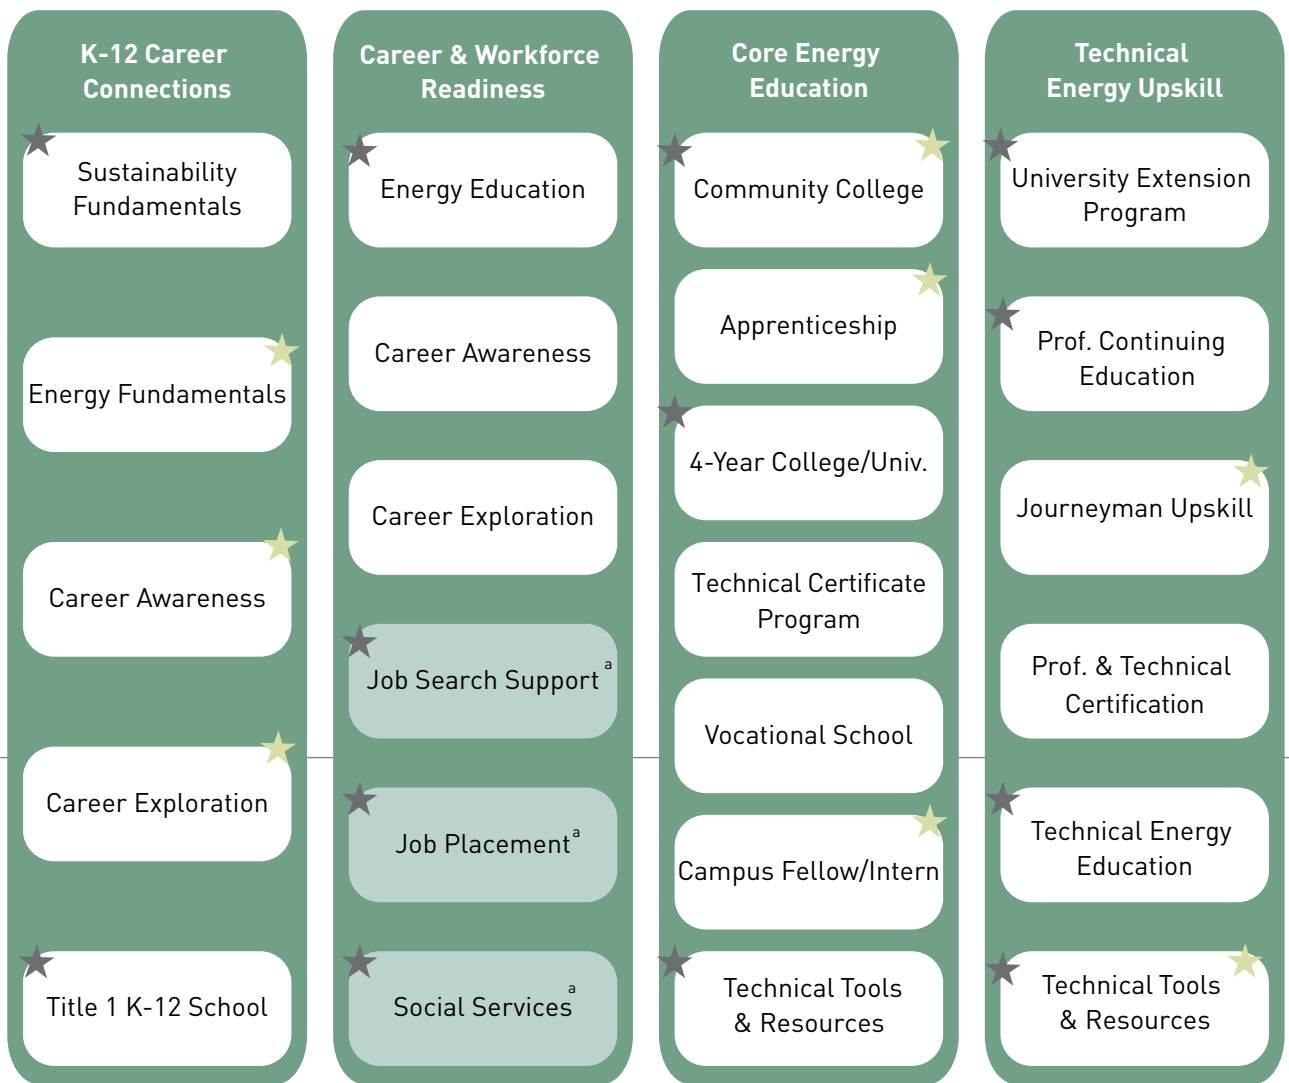 K-12 Career
Connections
Sustainability
Fundamentals
Energy Fundamentals
Career Awareness
Career Exploration
Title 1 K-12 School
Career & Workforce
Readiness
Energy Education
Career Awareness
Career Exploration
Job Search Support a
Job Placement a
Social Services a
Core Energy
Education
Community College
Apprenticeship
4-Year College/Univ.
Technical Certificate
Program
Vocational School
Campus Fellow/Intern
Technical Tools
& Resources
Technical
Energy Upskill
University Extension
Program
Prof. Continuing
Education
Journeyman Upskill
Prof. & Technical
Certification
Technical Energy
Education
Technical Tools
& Resources